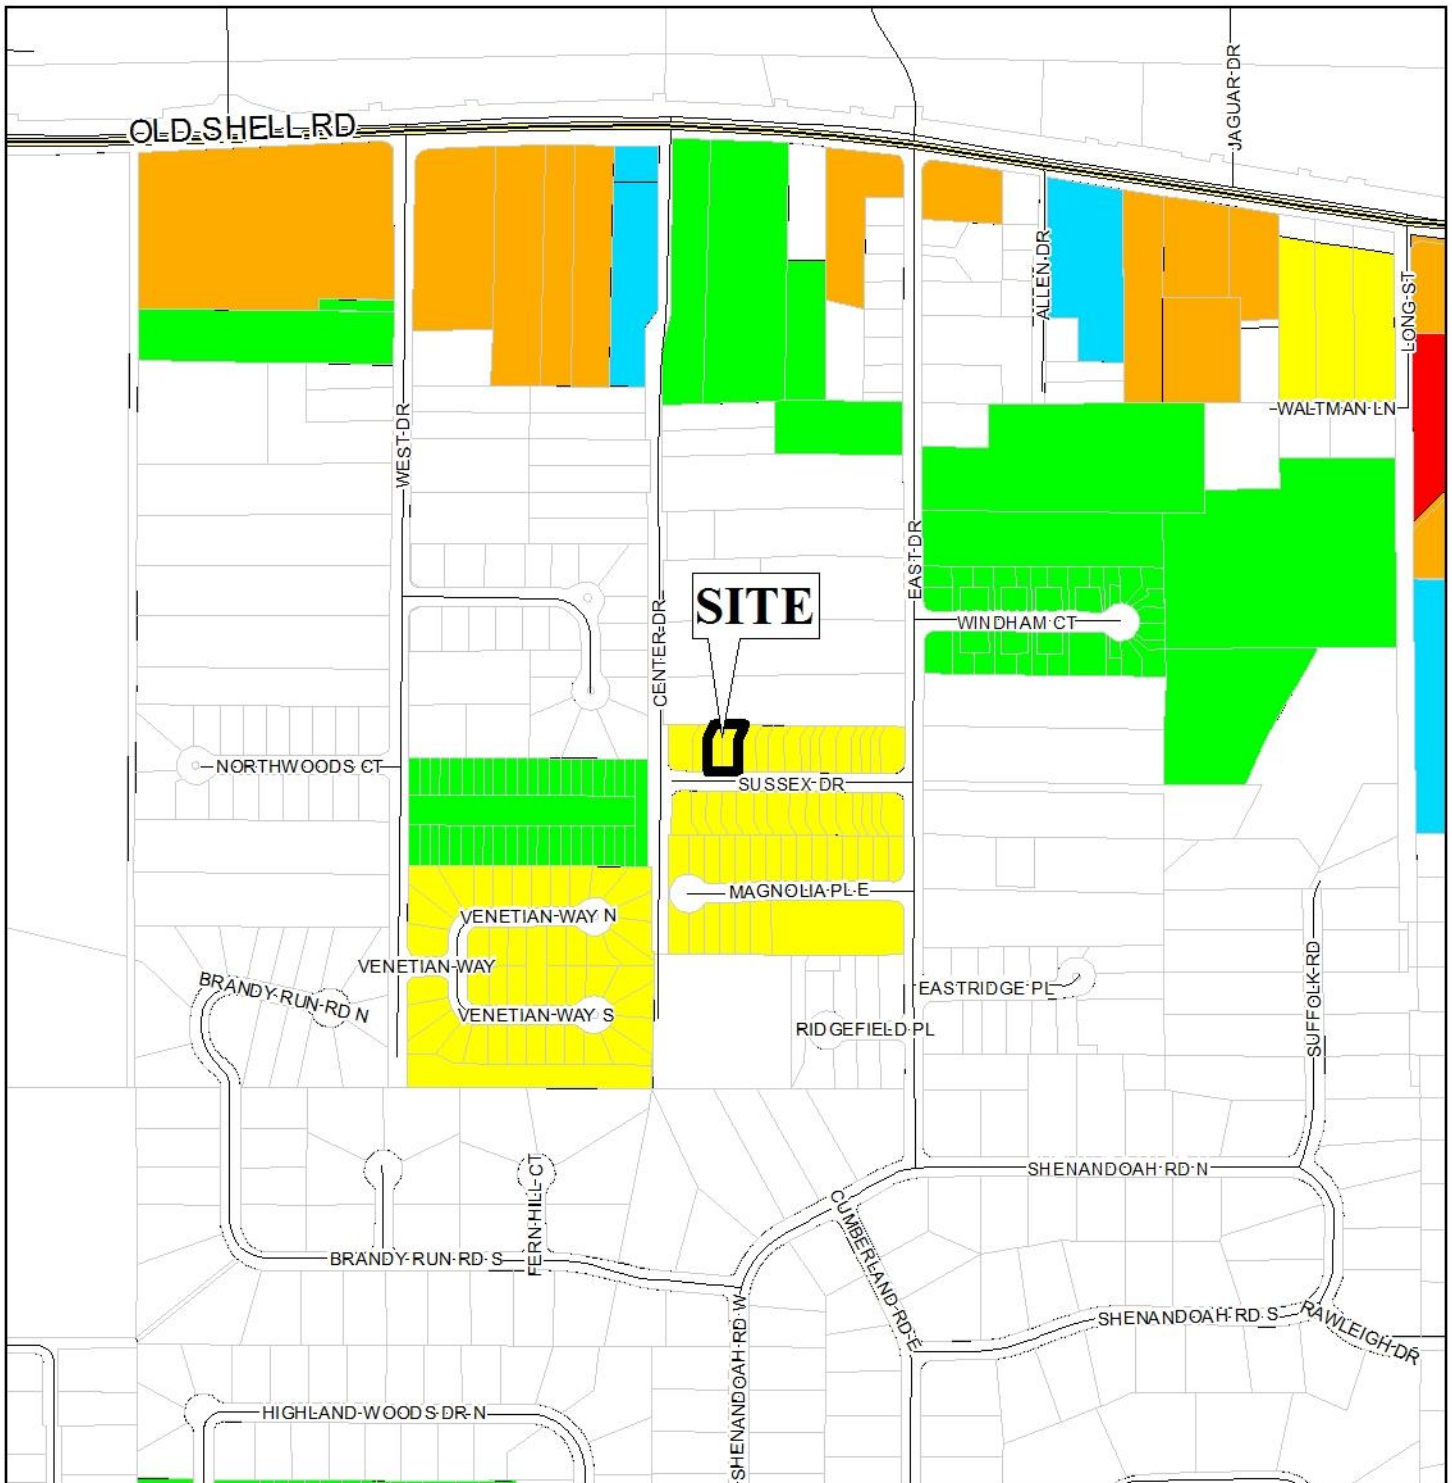 OLD SHELL RD
JAGUAR DR
ALLEN DR
LONG ST
WALTMAN LN
WEST DR
EAST DR
SITE
CENTER DR
WINDHAM CT
NORTHWOODS CT
SUSSEX DR
MAGNOLIA PL E
VENETIAN WAY N
VENETIAN WAY
BRANDY RUN RD N
EASTRIDGE PL
VENETIAN WAY S
RIDGEFIELD PL
SUFFOLK RD
SHENANDOAH RD N
FERN HILL CT
CUMBERLAND RD E
BRANDY RUN RD S
SHENANDOAH RD S
RAWLEIGH DR
SHENANDOAH RD W
HIGHLAND WOODS DR N